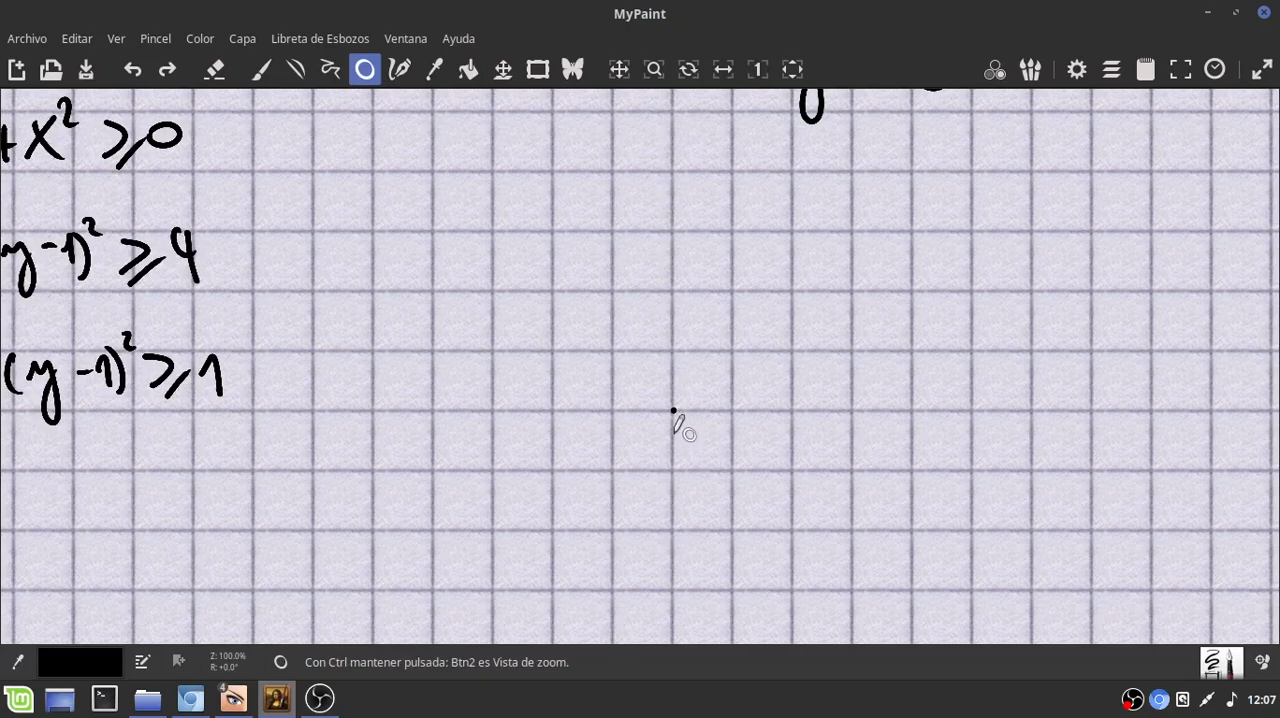 MyPaint
Archivo Editar Ver Pincel Color Capa Libreta de Esbozos Ventana Ayuda
+x² ⩾0
y-1)² ⩾4
(y-1)² ⩾1
Z: 100.0%
R: +0.0°
Con Ctrl mantener pulsada: Btn2 es Vista de zoom.
4
12:07